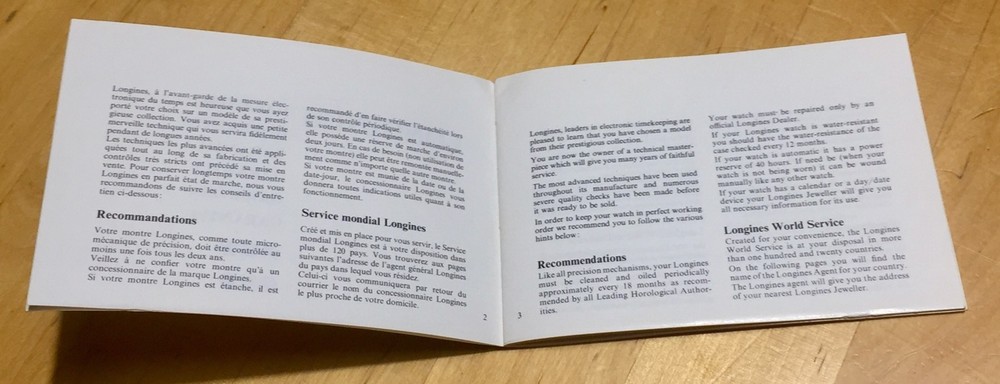 Longines, à l'avant-garde de la mesure élec-
tronique du temps est heureuse que vous ayez
porté votre choix sur un modèle de sa presti-
gieuse collection. Vous avez acquis une petite
merveille technique qui vous servira fidèlement
pendant de longues années.
Les techniques les plus avancées ont été appli-
quées tout au long de sa fabrication et des
contrôles très stricts ont précédé sa mise en
vente. Pour conserver longtemps votre montre
Longines en parfait état de marche, nous vous
recommandons de suivre les conseils d'entre-
tien ci-dessous:
Recommandations
Votre montre Longines, comme toute micro-
mécanique de précision, doit être contrôlée au
moins une fois tous les deux ans.
Veillez à ne confier votre montre qu'à un
concessionnaire de la marque Longines.
Si votre montre Longines est étanche, il est
recommandé d'en faire vérifier l'étanchéité lors
de son contrôle périodique.
Si votre montre Longines est automatique,
elle possède une réserve de marche d'environ
deux jours. En cas de besoin (non utilisation de
votre montre) elle peut être remontée manuelle-
ment comme n'importe quelle autre montre.
Si votre montre est munie de la date ou de la
date-jour, le concessionnaire Longines vous
donnera toutes indications utiles quant à son
fonctionnement.
Service mondial Longines
Créé et mis en place pour vous servir, le Service
mondial Longines est à votre disposition dans
plus de 120 pays. Vous trouverez aux pages
suivantes l'adresse de l'agent général Longines
du pays dans lequel vous résidez.
Celui-ci vous communiquera par retour du
courrier le nom du concessionnaire Longines
le plus proche de votre domicile.
2
Longines, leaders in electronic timekeeping are
pleased to learn that you have chosen a model
from their prestigious collection.
You are now the owner of a technical master-
piece which will give you many years of faithful
service.
The most advanced techniques have been used
throughout its manufacture and numerous
severe quality checks have been made before
it was ready to be sold.
In order to keep your watch in perfect working
order we recommend you to follow the various
hints below:
Recommendations
Like all precision mechanisms, your Longines
must be cleaned and oiled periodically
approximately every 18 months as recom-
mended by all Leading Horological Author-
ities.
Your watch must be repaired only by an
official Longines Dealer.
If your Longines watch is water-resistant
you should have the water-resistance of the
case checked every 12 months.
If your watch is automatic it has a power
reserve of 40 hours. If need be (when your
watch is not being worn) it can be wound
manually like any other watch.
If your watch has a calendar or a day/date
device your Longines Jeweller will give you
all necessary information for its use.
Longines World Service
Created for your convenience, the Longines
World Service is at your disposal in more
than one hundred and twenty countries.
On the following pages you will find the
name of the Longines Agent for your country.
The Longines agent will give you the address
of your nearest Longines Jeweller.
3